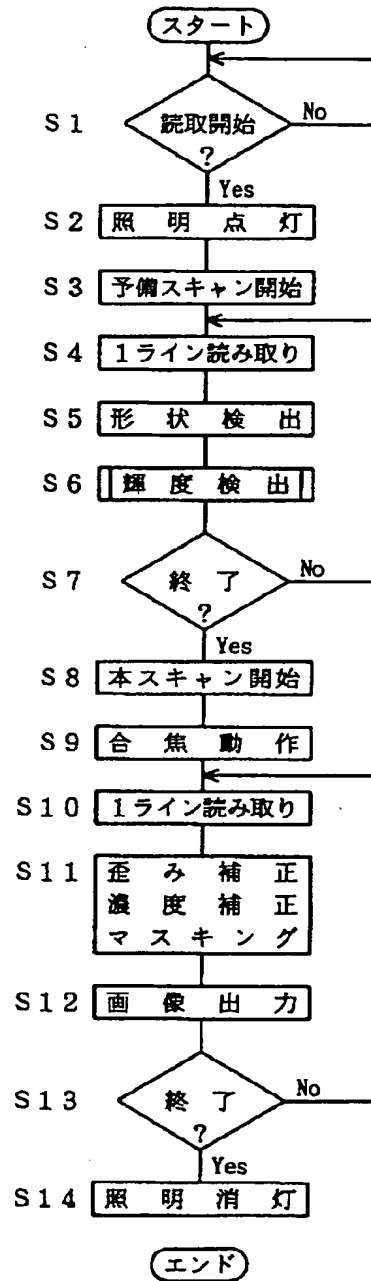 スタート
S1 読取開始 No
?
Yes
S2 照明点灯
S3 予備スキャン開始
S4 1ライン読み取り
S5 形状検出
S6 輝度検出
S7 終了 No
?
Yes
S8 本スキャン開始
S9 合焦動作
S10 1ライン読み取り
S11 歪み補正
濃度補正
マスキング
S12 画像出力
S13 終了 No
?
Yes
S14 照明消灯
エンド